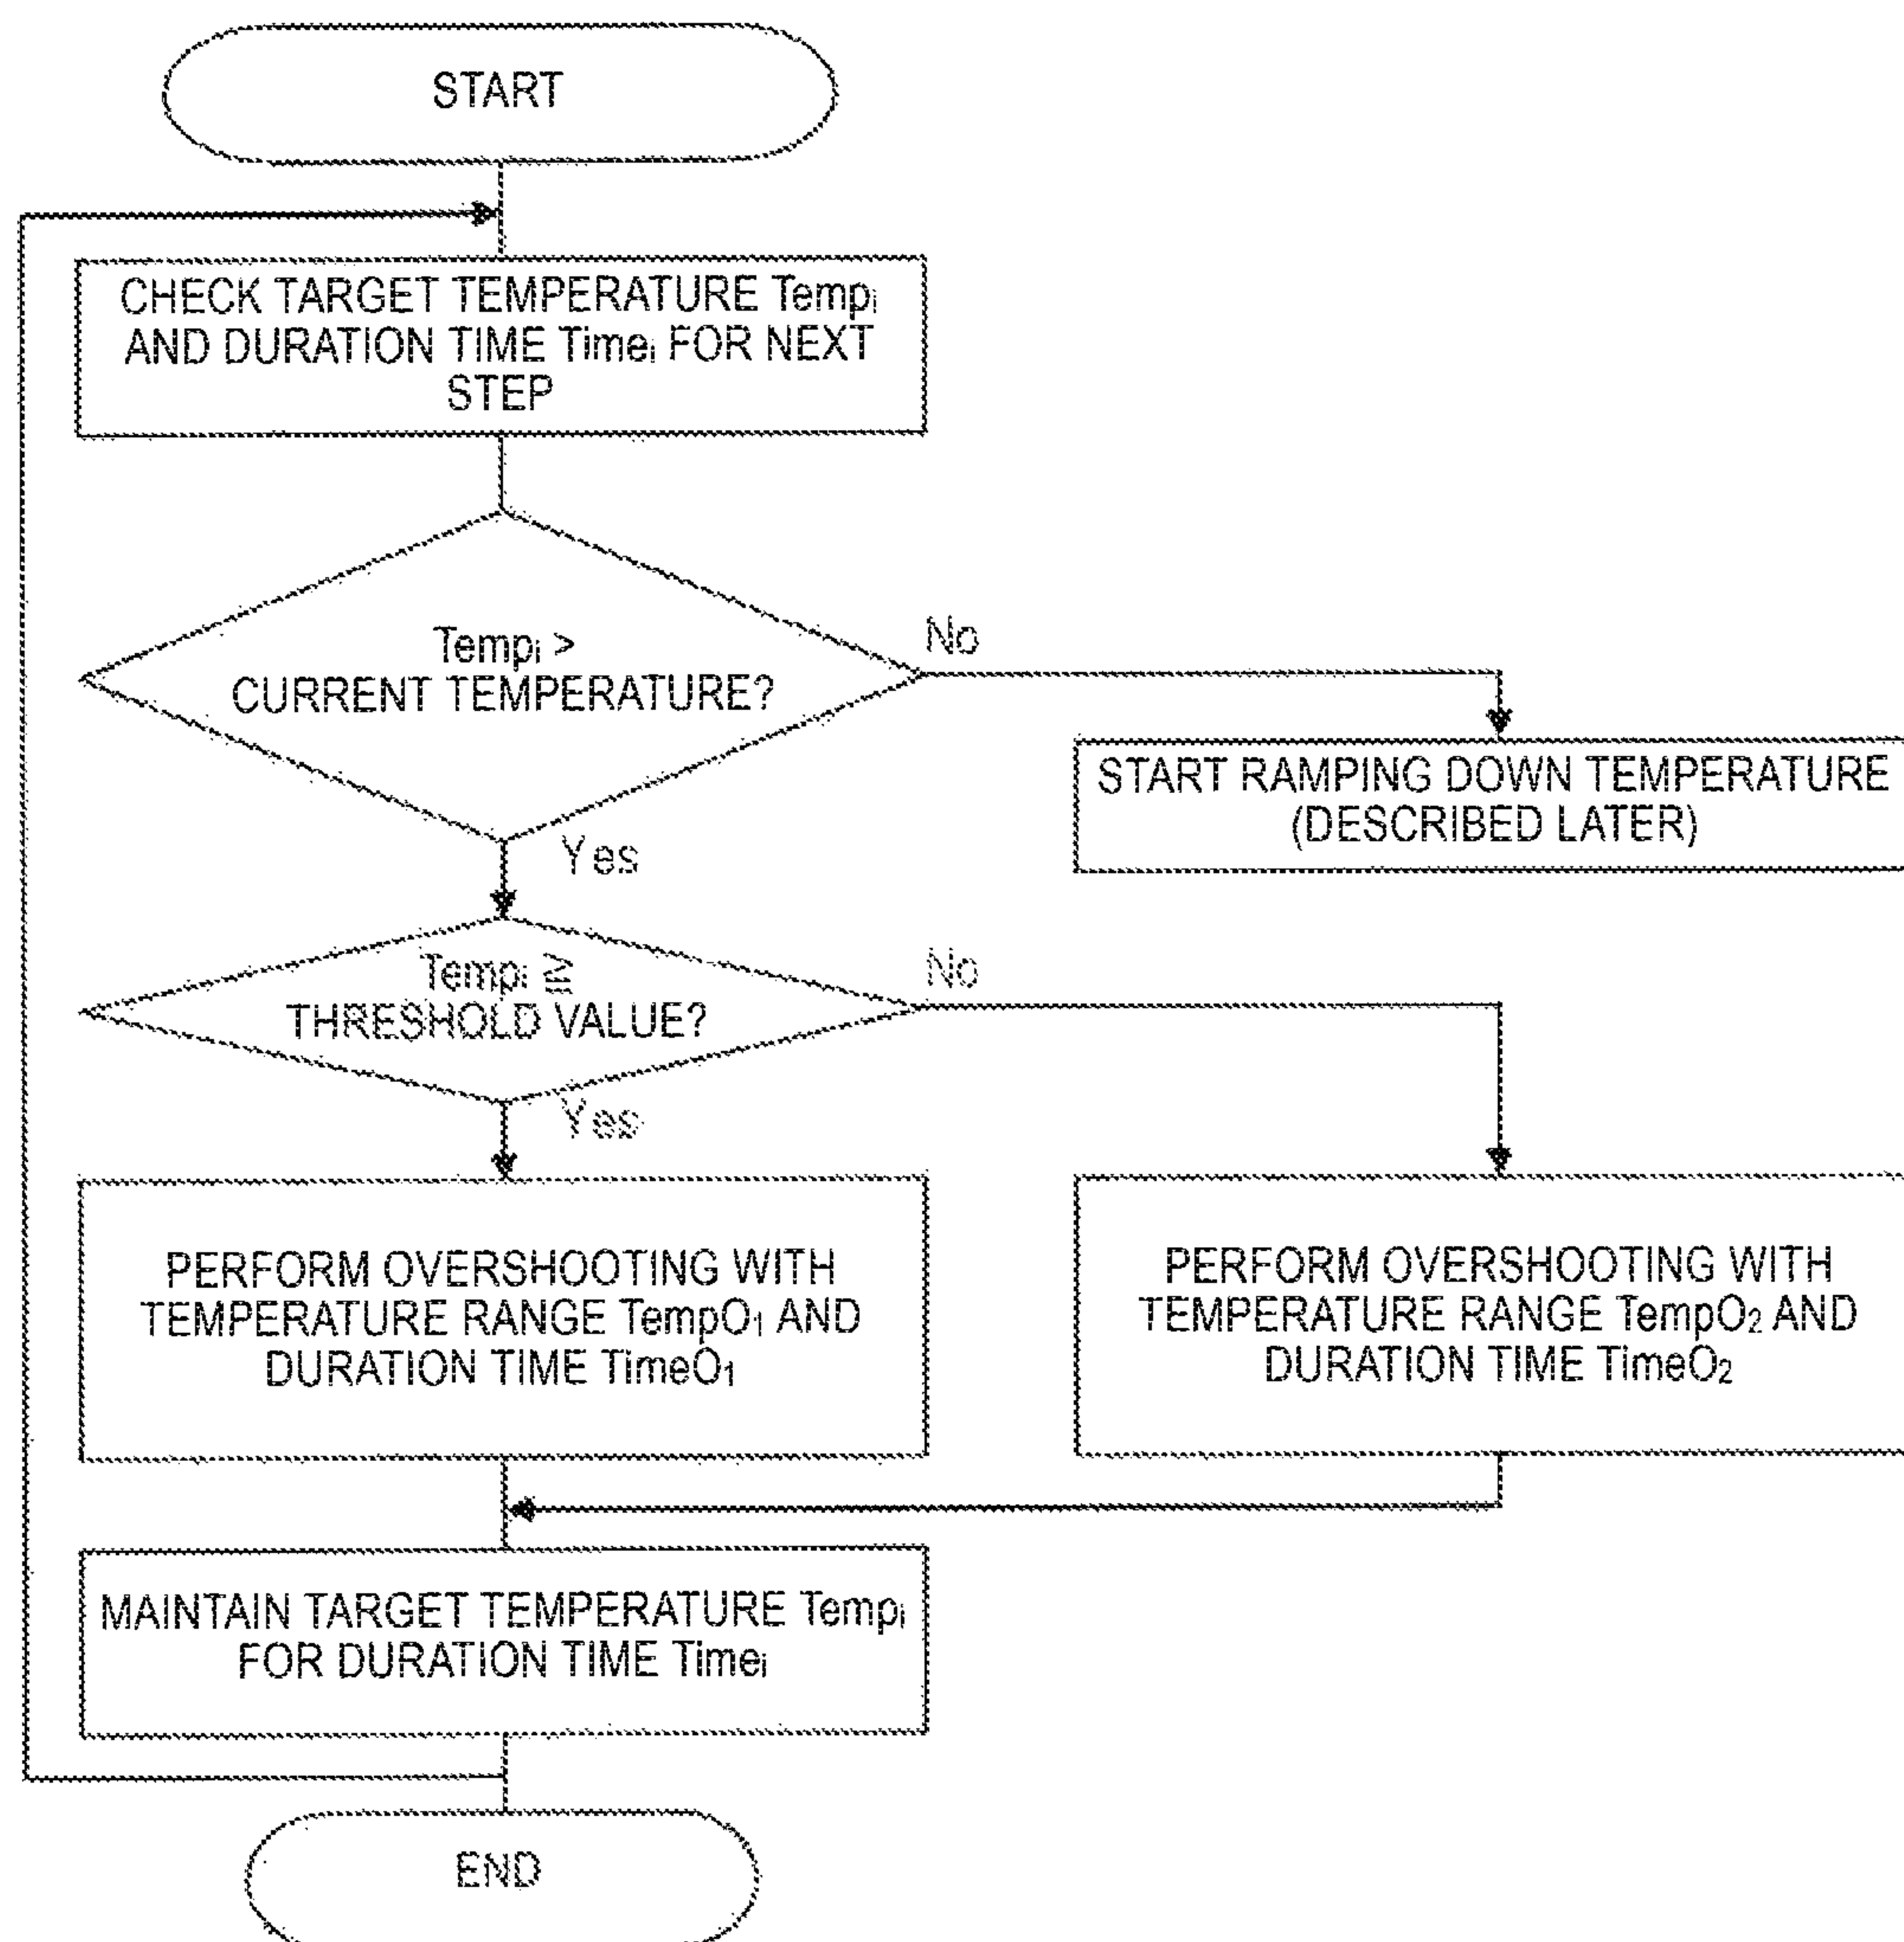 START
CHECK TARGET TEMPERATURE Tempᵢ
AND DURATION TIME Timeᵢ FOR NEXT
STEP
Tempᵢ >
CURRENT TEMPERATURE?
No
START RAMPING DOWN TEMPERATURE
(DESCRIBED LATER)
Yes
Tempᵢ ≧
THRESHOLD VALUE?
No
Yes
PERFORM OVERSHOOTING WITH
TEMPERATURE RANGE TempO₁ AND
DURATION TIME TimeO₁
PERFORM OVERSHOOTING WITH
TEMPERATURE RANGE TempO₂ AND
DURATION TIME TimeO₂
MAINTAIN TARGET TEMPERATURE Tempᵢ
FOR DURATION TIME Timeᵢ
END